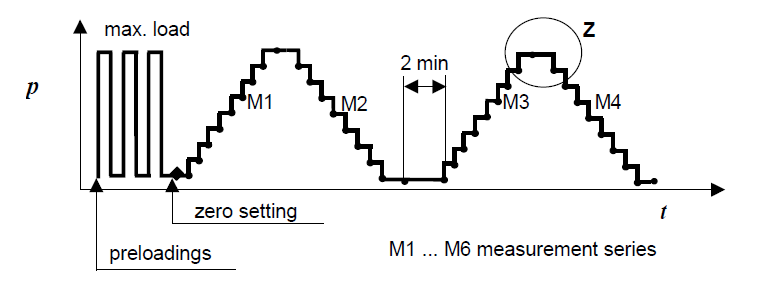 max. load
Z
2 min
p
M1
M2
M3
M4
zero setting
t
preloadings
M1 ... M6 measurement series